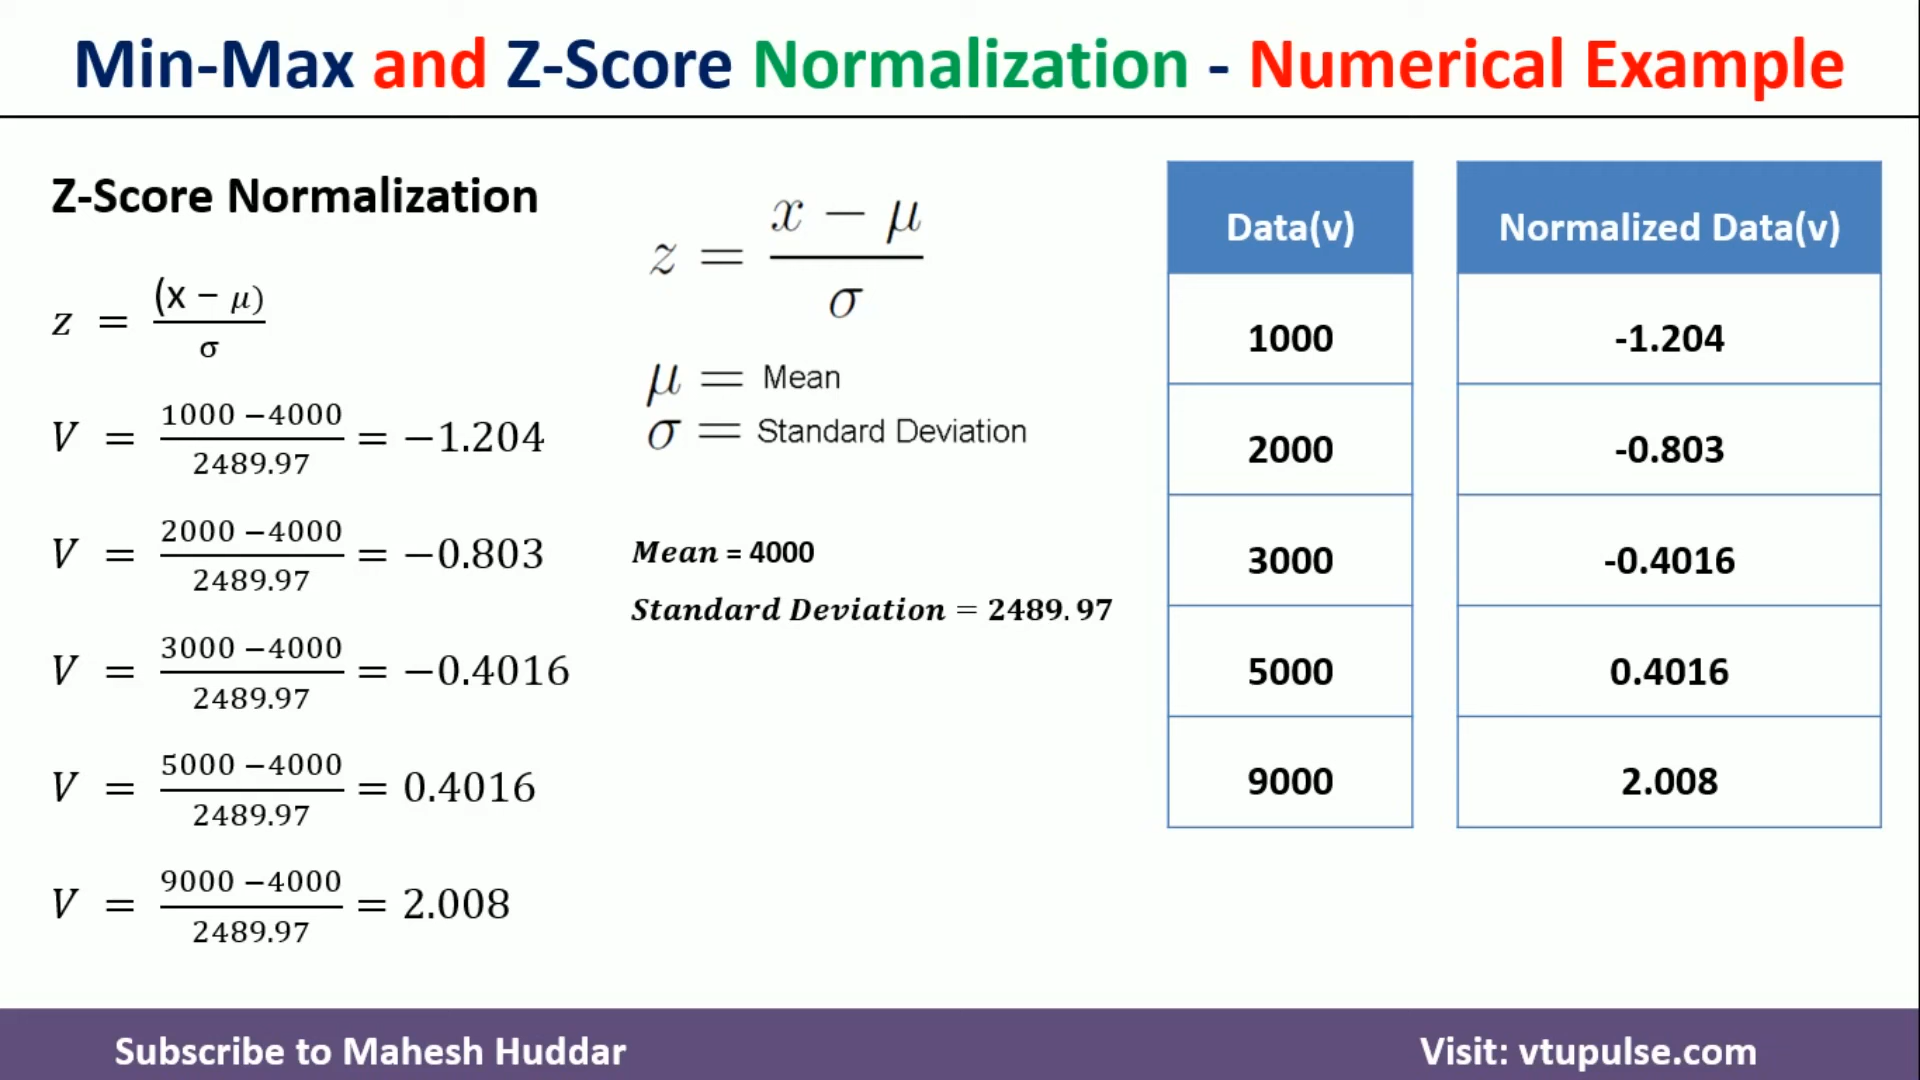 Min-Max and Z-Score Normalization - Numerical Example
Z-Score Normalization
z = (x − μ) / σ
V = 1000 −4000 / 2489.97 = −1.204
V = 2000 −4000 / 2489.97 = −0.803
V = 3000 −4000 / 2489.97 = −0.4016
V = 5000 −4000 / 2489.97 = 0.4016
V = 9000 −4000 / 2489.97 = 2.008
z = x − μ / σ
μ = Mean
σ = Standard Deviation
Mean = 4000
Standard Deviation = 2489.97
Data(v) Normalized Data(v)
1000 -1.204
2000 -0.803
3000 -0.4016
5000 0.4016
9000 2.008
Subscribe to Mahesh Huddar
Visit: vtupulse.com